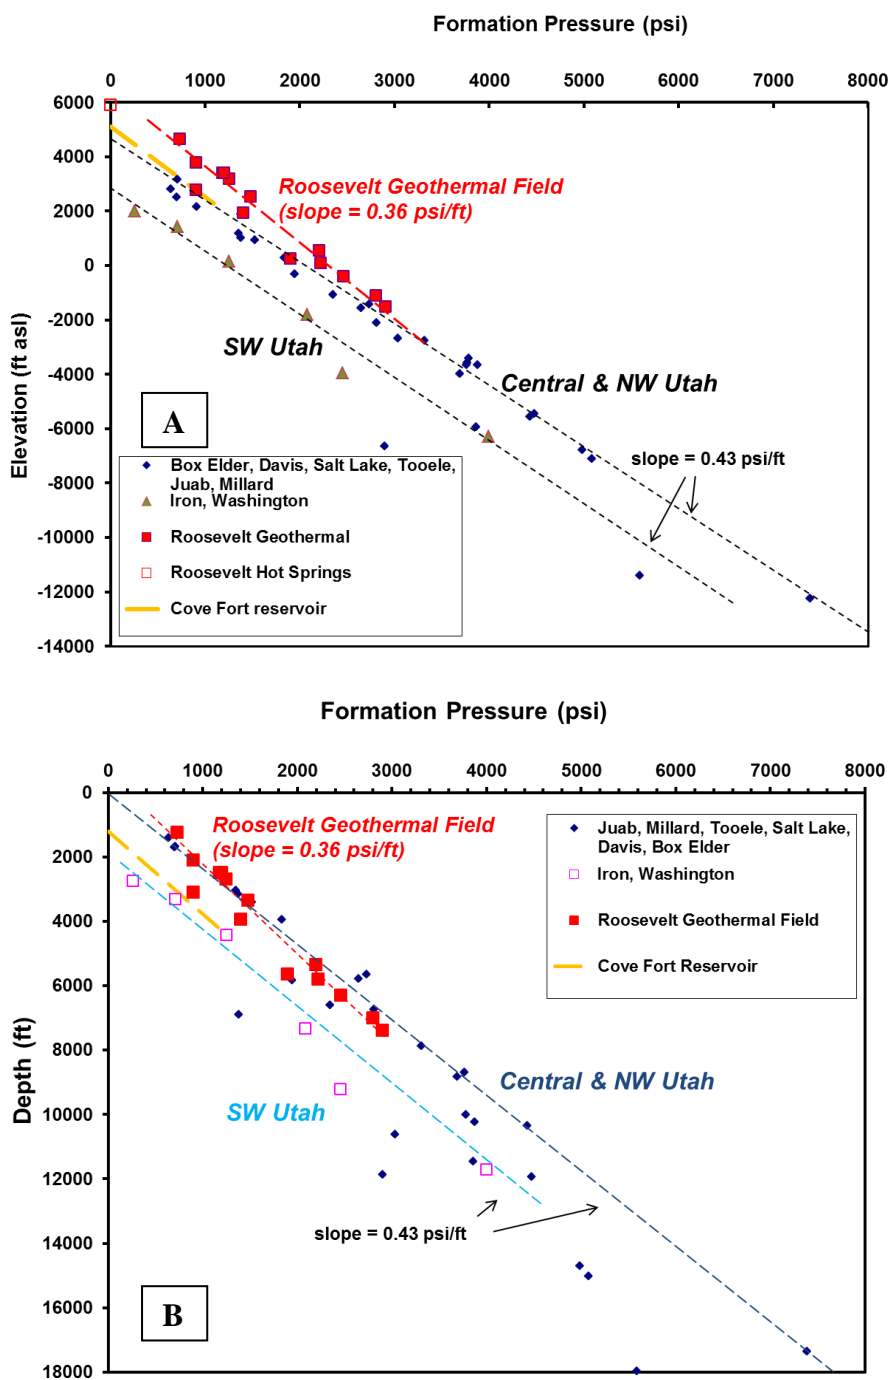 Formation Pressure (psi)
0 1000 2000 3000 4000 5000 6000 7000 8000
6000
4000
2000
0
-2000
-4000
-6000
-8000
-10000
-12000
-14000
Elevation (ft asl)
Roosevelt Geothermal Field
(slope = 0.36 psi/ft)
SW Utah
Central & NW Utah
A
slope = 0.43 psi/ft
Box Elder, Davis, Salt Lake, Tooele,
Juab, Millard
Iron, Washington
Roosevelt Geothermal
Roosevelt Hot Springs
Cove Fort reservoir
Formation Pressure (psi)
0 1000 2000 3000 4000 5000 6000 7000 8000
0
2000
4000
6000
8000
10000
12000
14000
16000
18000
Depth (ft)
Roosevelt Geothermal Field
(slope = 0.36 psi/ft)
Juab, Millard, Tooele, Salt Lake,
Davis, Box Elder
Iron, Washington
Roosevelt Geothermal Field
Cove Fort Reservoir
Central & NW Utah
SW Utah
slope = 0.43 psi/ft
B